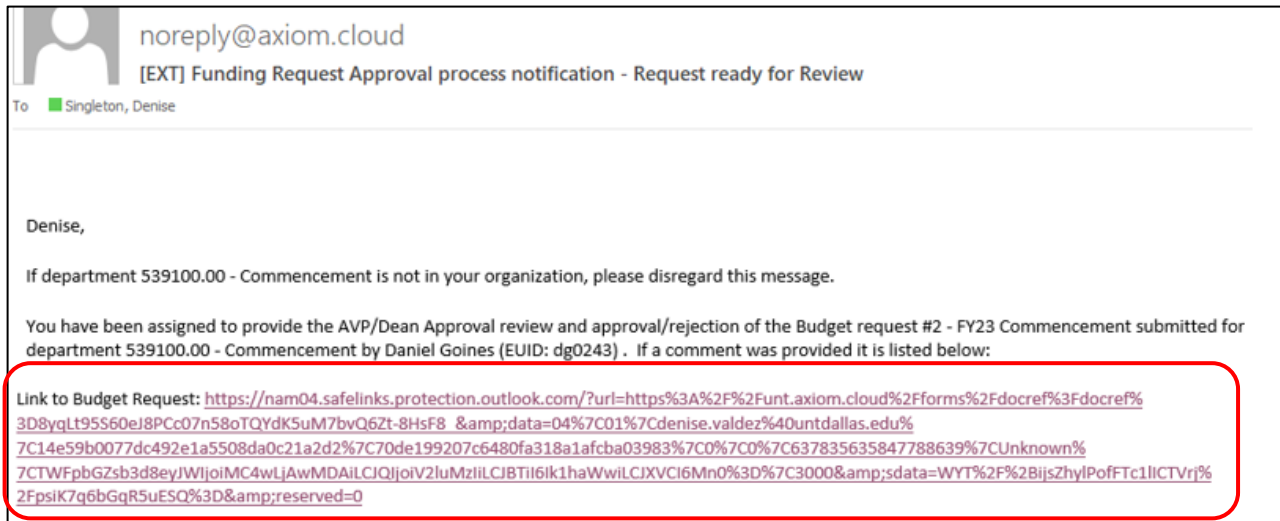 noreply@axiom.cloud
[EXT] Funding Request Approval process notification - Request ready for Review
To Singleton, Denise
Denise,
If department 539100.00 - Commencement is not in your organization, please disregard this message.
You have been assigned to provide the AVP/Dean Approval review and approval/rejection of the Budget request #2 - FY23 Commencement submitted for
department 539100.00 - Commencement by Daniel Goines (EUID: dg0243) . If a comment was provided it is listed below:
Link to Budget Request: https://nam04.safelinks.protection.outlook.com/?url=https%3A%2F%2Funt.axiom.cloud%2Fforms%2Fdocref%3Fdocref%
3D8yqLt95S60eJ8PCc07n58oTQYdK5uM7bvQ6Zt-8HsF8_&amp;data=04%7C01%7Cdenise.valdez%40untdallas.edu%
7C14e59b0077dc492e1a5508da0c21a2d2%7C70de199207c6480fa318a1afcba03983%7C0%7C0%7C637835635847788639%7CUnknown%
7CTWFpbGZsb3d8eyJWIjoiMC4wLjAwMDAiLCJQIjoiV2luMzIiLCJBTiI6Ik1haWwiLCJXVCI6Mn0%3D%7C3000&amp;sdata=WYT%2F%2BijsZhylPofFTc1lICTVrj%
2FpsiK7q6bGqR5uESQ%3D&amp;reserved=0